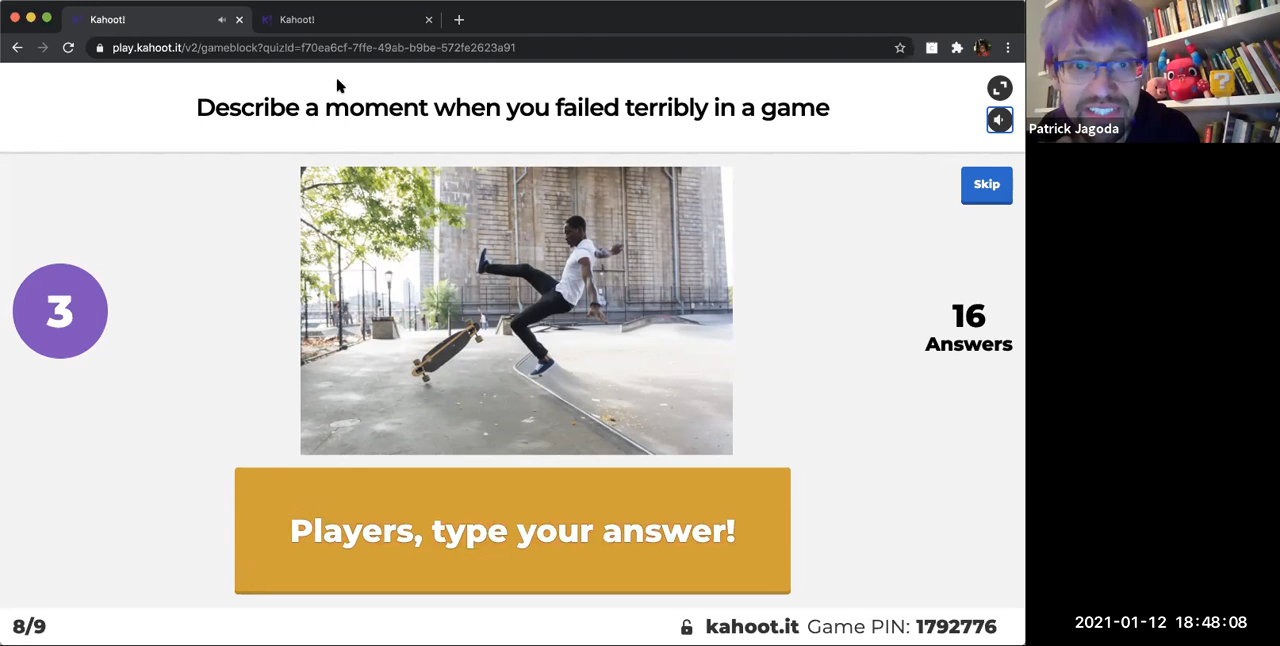 Kahoot!
Kahoot!
play.kahoot.it/v2/gameblock?quizId=f70ea6cf-7ffe-49ab-b9be-572fe2623a91
Describe a moment when you failed terribly in a game
Patrick Jagoda
Skip
3
16
Answers
Players, type your answer!
8/9
kahoot.it Game PIN: 1792776
2021-01-12 18:48:08